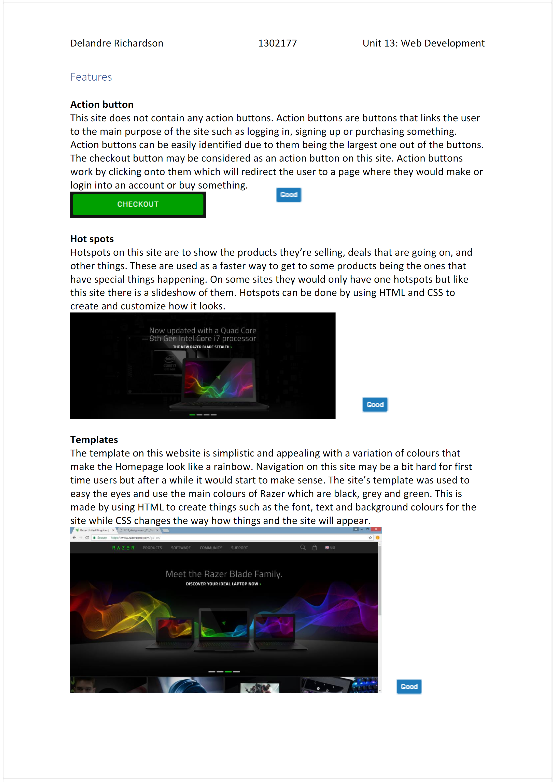 Delandre Richardson 1302177 Unit 13: Web Development
Features
Action button
This site does not contain any action buttons. Action buttons are buttons that links the user
to the main purpose of the site such as logging in, signing up or purchasing something.
Action buttons can be easily identified due to them being the largest one out of the buttons.
The checkout button may be considered as an action button on this site. Action buttons
work by clicking onto them which will redirect the user to a page where they would make or
login into an account or buy something.
Good
CHECKOUT
Hot spots
Hotspots on this site are to show the products they're selling, deals that are going on, and
other things. These are used as a faster way to get to some products being the ones that
have special things happening. On some sites they would only have one hotspots but like
this site there is a slideshow of them. Hotspots can be done by using HTML and CSS to
create and customize how it looks.
Now updated with a Quad Core
8th Gen Intel Core i7 processor
THE NEW RAZER BLADE STEALTH
Good
Templates
The template on this website is simplistic and appealing with a variation of colours that
make the Homepage look like a rainbow. Navigation on this site may be a bit hard for first
time users but after a while it would start to make sense. The site's template was used to
easy the eyes and use the main colours of Razer which are black, grey and green. This is
made by using HTML to create things such as the font, text and background colours for the
site while CSS changes the way how things and the site will appear.
RAZER PRODUCTS SOFTWARE COMMUNITY SUPPORT
Meet the Razer Blade Family.
DISCOVER YOUR IDEAL LAPTOP NOW
Good